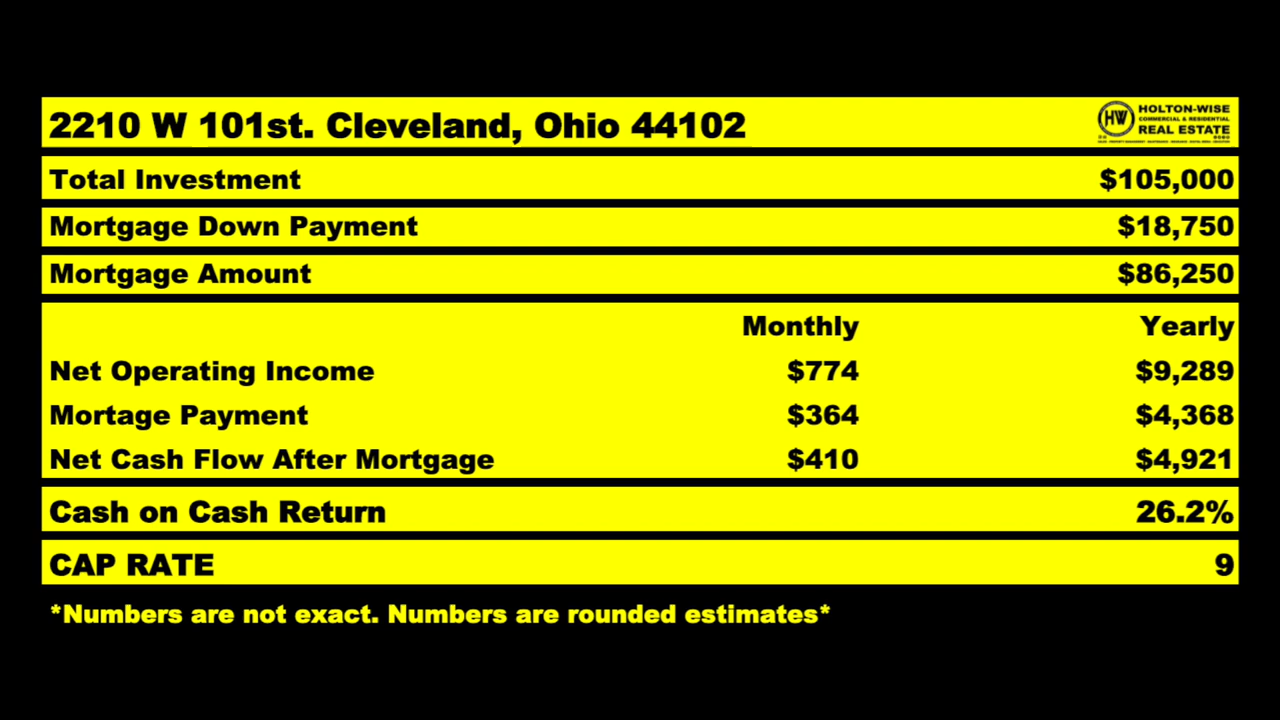 2210 W 101st. Cleveland, Ohio 44102
HOLTON-WISE
COMMERCIAL & RESIDENTIAL
REAL ESTATE
HW
Total Investment $105,000
Mortgage Down Payment $18,750
Mortgage Amount $86,250
Monthly Yearly
Net Operating Income $774 $9,289
Mortage Payment $364 $4,368
Net Cash Flow After Mortgage $410 $4,921
Cash on Cash Return 26.2%
CAP RATE 9
*Numbers are not exact. Numbers are rounded estimates*